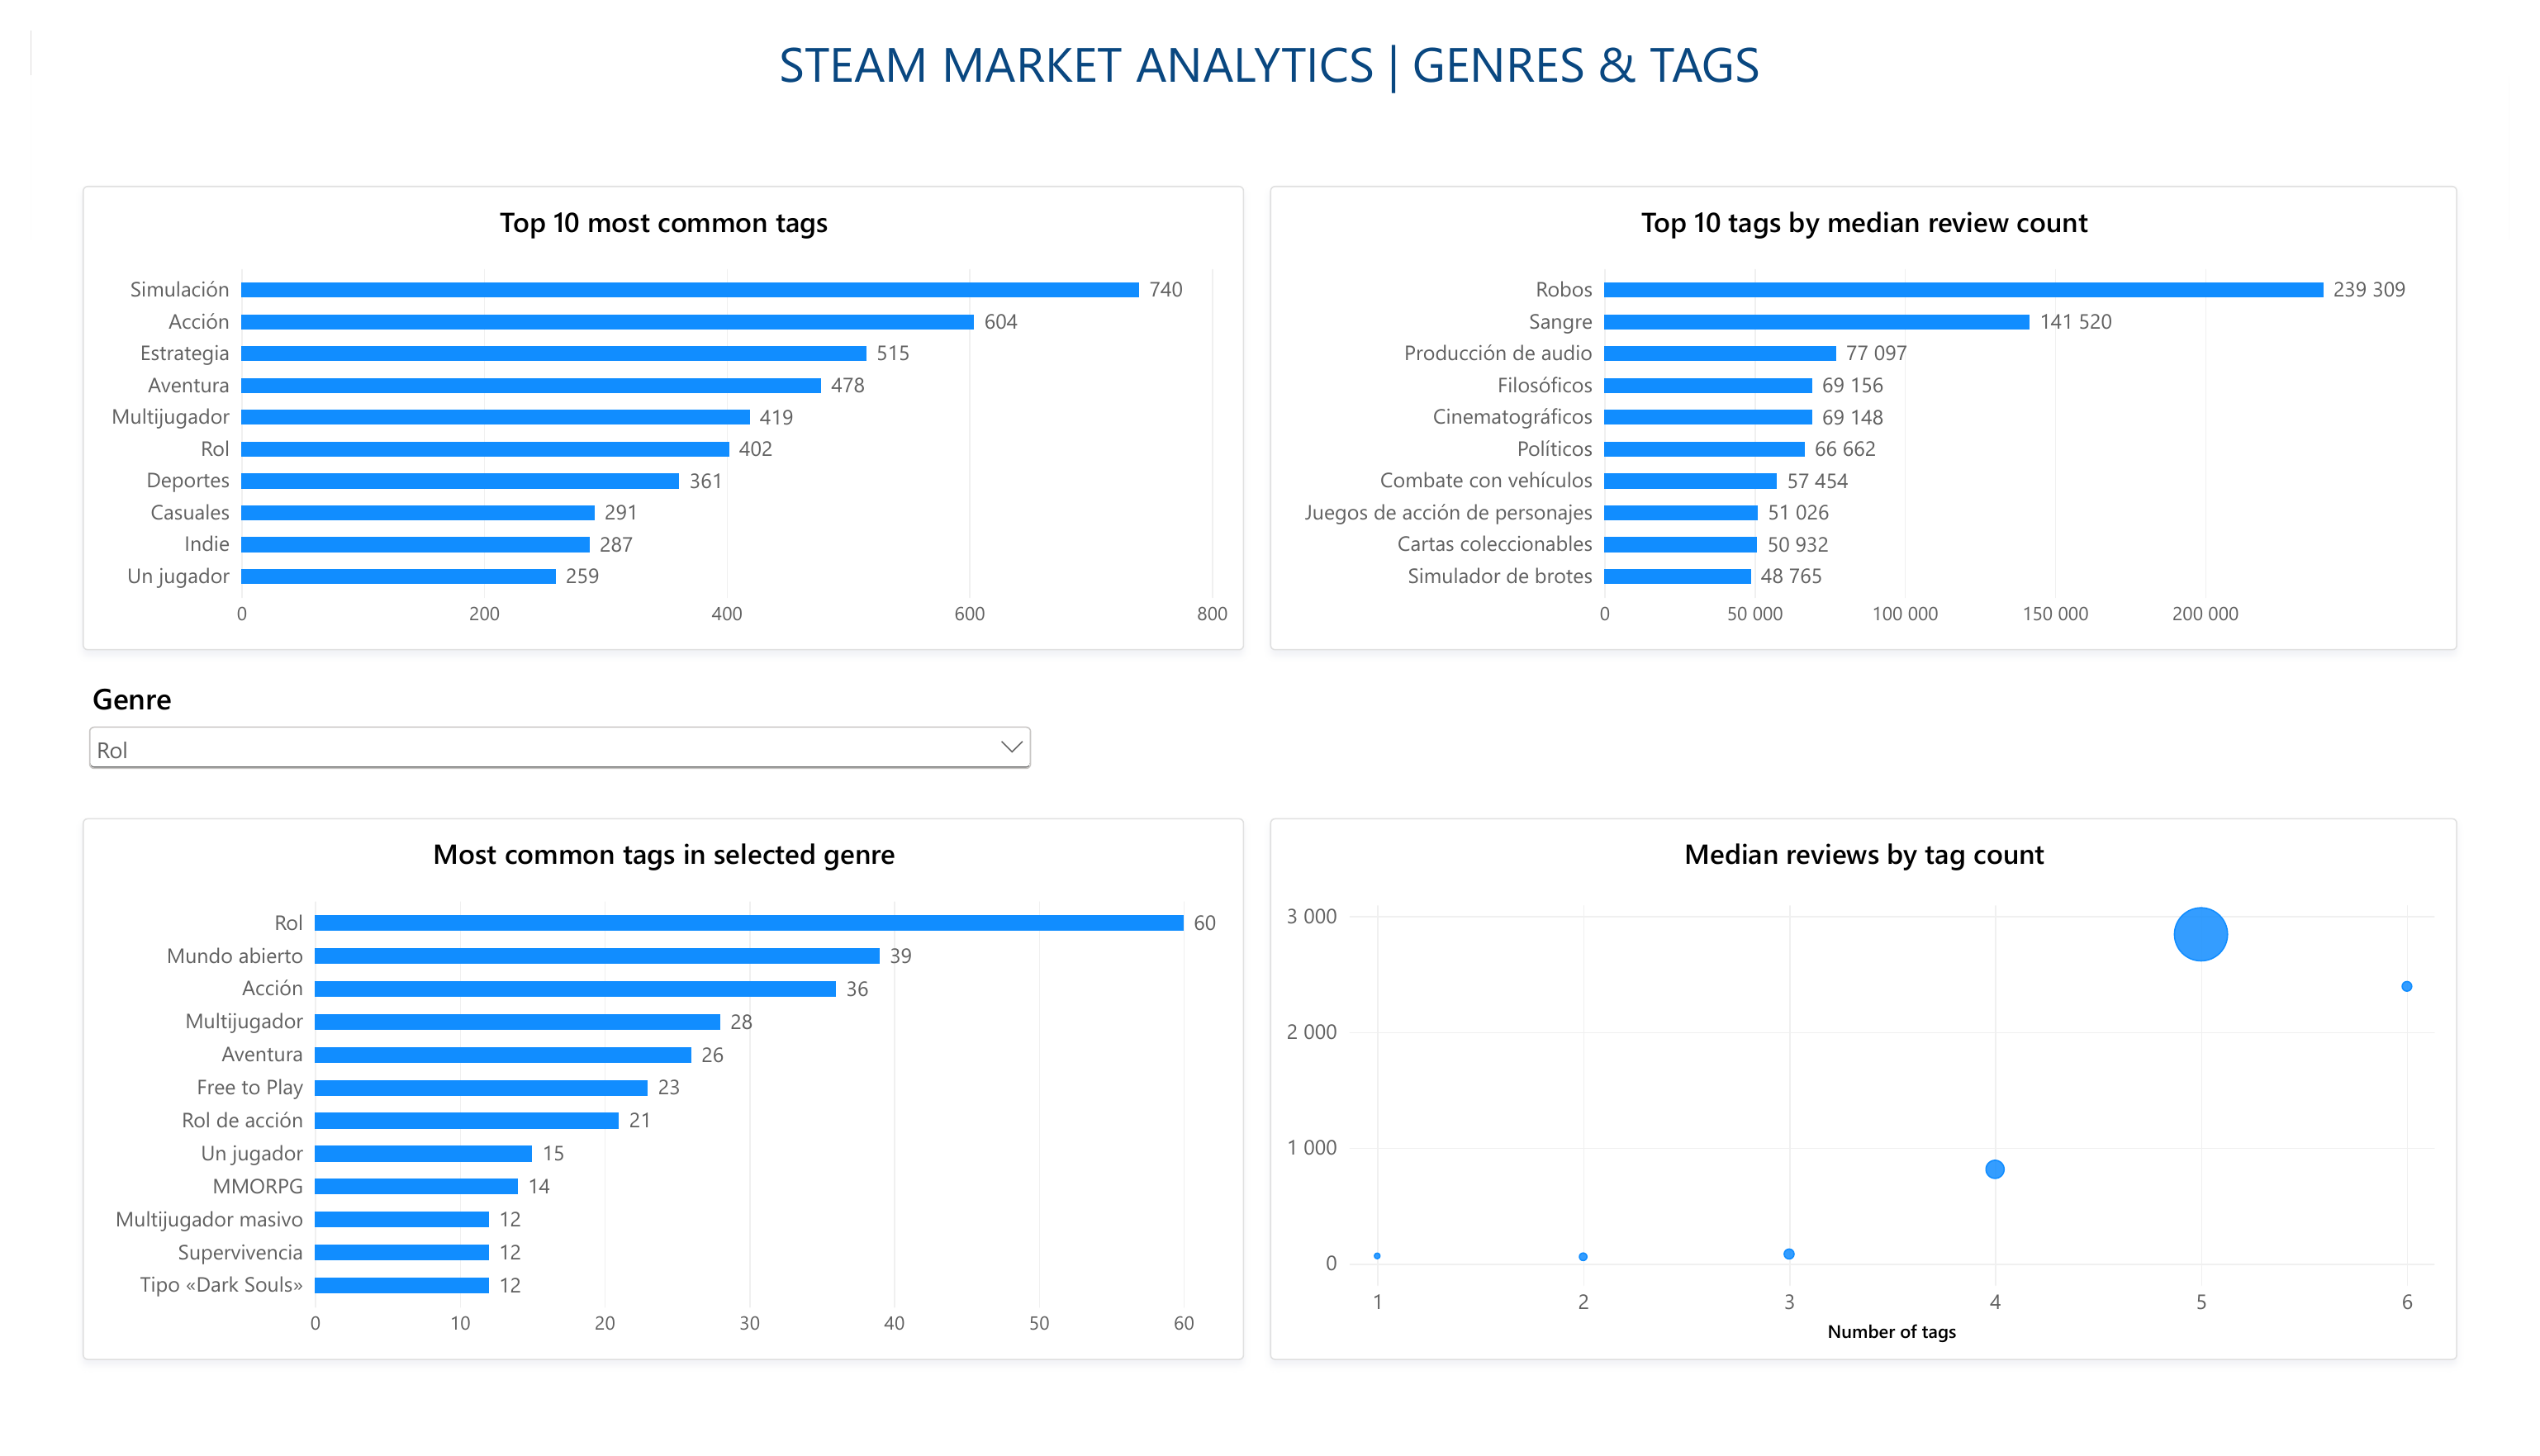 STEAM MARKET ANALYTICS | GENRES & TAGS
Top 10 most common tags
Simulación 740
Acción 604
Estrategia 515
Aventura 478
Multijugador 419
Rol 402
Deportes 361
Casuales 291
Indie 287
Un jugador 259
0 200 400 600 800
Top 10 tags by median review count
Robos 239 309
Sangre 141 520
Producción de audio 77 097
Filosóficos 69 156
Cinematográficos 69 148
Políticos 66 662
Combate con vehículos 57 454
Juegos de acción de personajes 51 026
Cartas coleccionables 50 932
Simulador de brotes 48 765
0 50 000 100 000 150 000 200 000
Genre
Rol
Most common tags in selected genre
Rol 60
Mundo abierto 39
Acción 36
Multijugador 28
Aventura 26
Free to Play 23
Rol de acción 21
Un jugador 15
MMORPG 14
Multijugador masivo 12
Supervivencia 12
Tipo «Dark Souls» 12
0 10 20 30 40 50 60
Median reviews by tag count
3 000
2 000
1 000
0
1 2 3 4 5 6
Number of tags